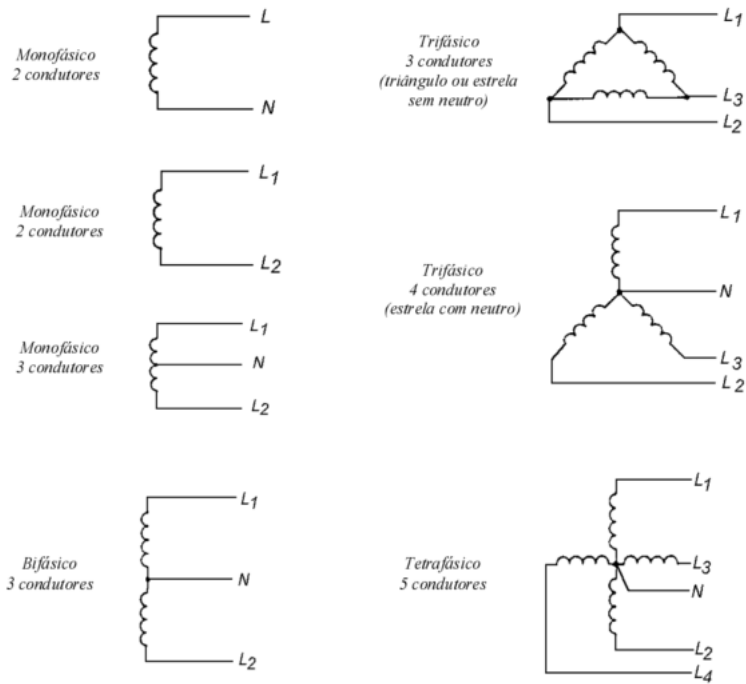 Monofásico
2 condutores
L
N
Monofásico
2 condutores
L1
L2
Monofásico
3 condutores
L1
N
L2
Bifásico
3 condutores
L1
N
L2
Trifásico
3 condutores
(triângulo ou estrela
sem neutro)
L1
L3
L2
Trifásico
4 condutores
(estrela com neutro)
L1
N
L3
L2
Tetrafásico
5 condutores
L1
L3
N
L2
L4